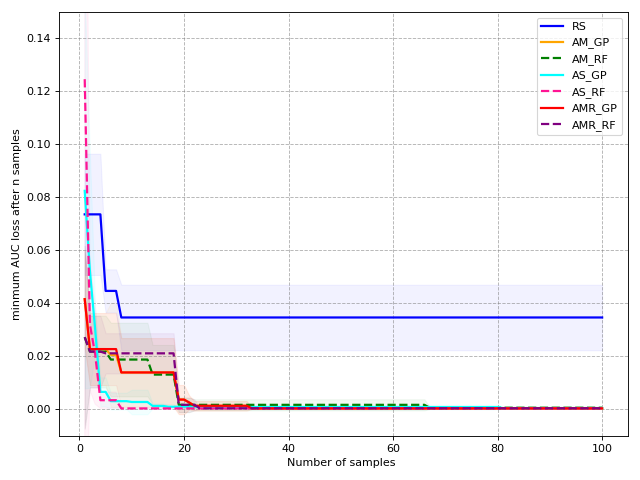 RS
AM_GP
AM_RF
AS_GP
AS_RF
AMR_GP
AMR_RF
0.14
0.12
0.10
0.08
0.06
0.04
0.02
0.00
0 20 40 60 80 100
Number of samples
minmum AUC loss after n samples